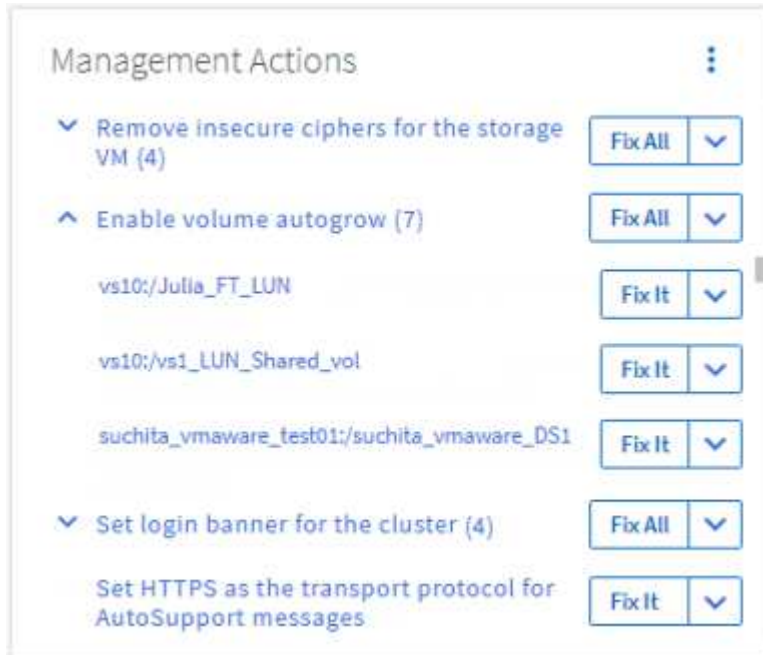 Management Actions
Remove insecure ciphers for the storage
VM (4)
Fix All
Enable volume autogrow (7)
Fix All
vs10:/Julia_FT_LUN
Fix It
vs10:/vs1_LUN_Shared_vol
Fix It
suchita_vmaware_test01:/suchita_vmaware_DS1
Fix It
Set login banner for the cluster (4)
Fix All
Set HTTPS as the transport protocol for
AutoSupport messages
Fix It